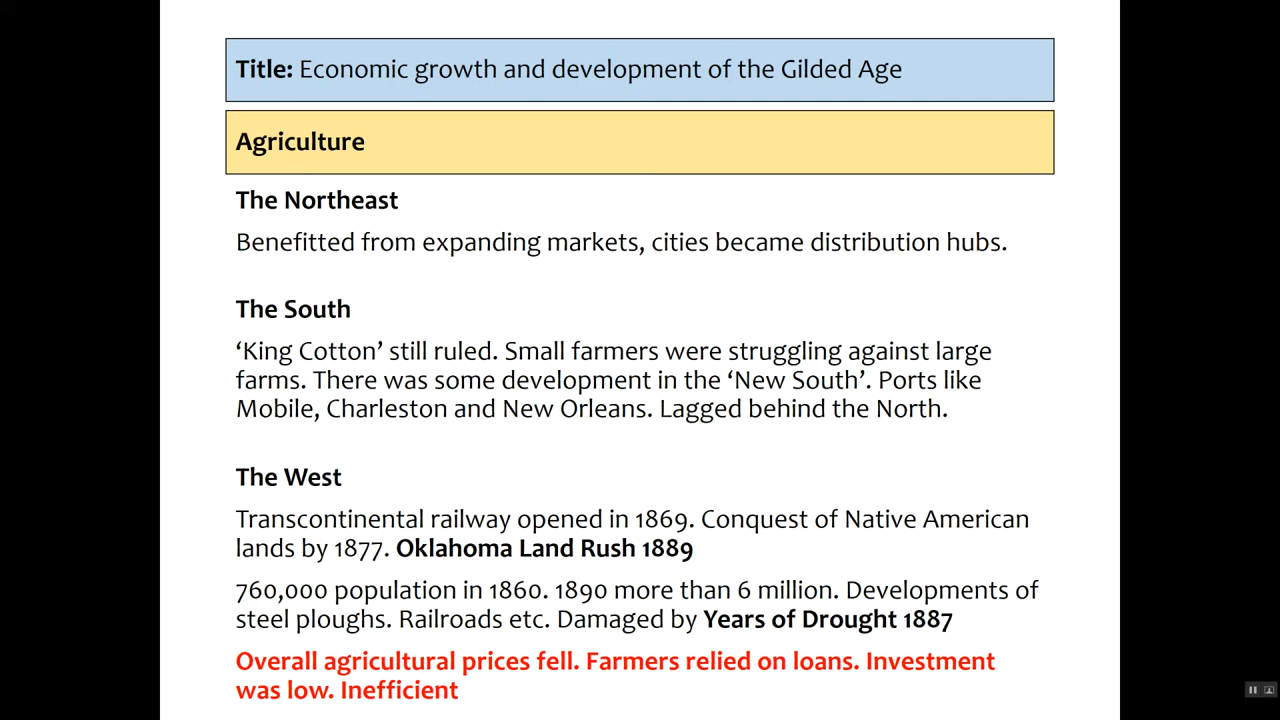 Title: Economic growth and development of the Gilded Age
Agriculture
The Northeast
Benefitted from expanding markets, cities became distribution hubs.
The South
‘King Cotton’ still ruled. Small farmers were struggling against large
farms. There was some development in the ‘New South’. Ports like
Mobile, Charleston and New Orleans. Lagged behind the North.
The West
Transcontinental railway opened in 1869. Conquest of Native American
lands by 1877. Oklahoma Land Rush 1889
760,000 population in 1860. 1890 more than 6 million. Developments of
steel ploughs. Railroads etc. Damaged by Years of Drought 1887
Overall agricultural prices fell. Farmers relied on loans. Investment
was low. Inefficient